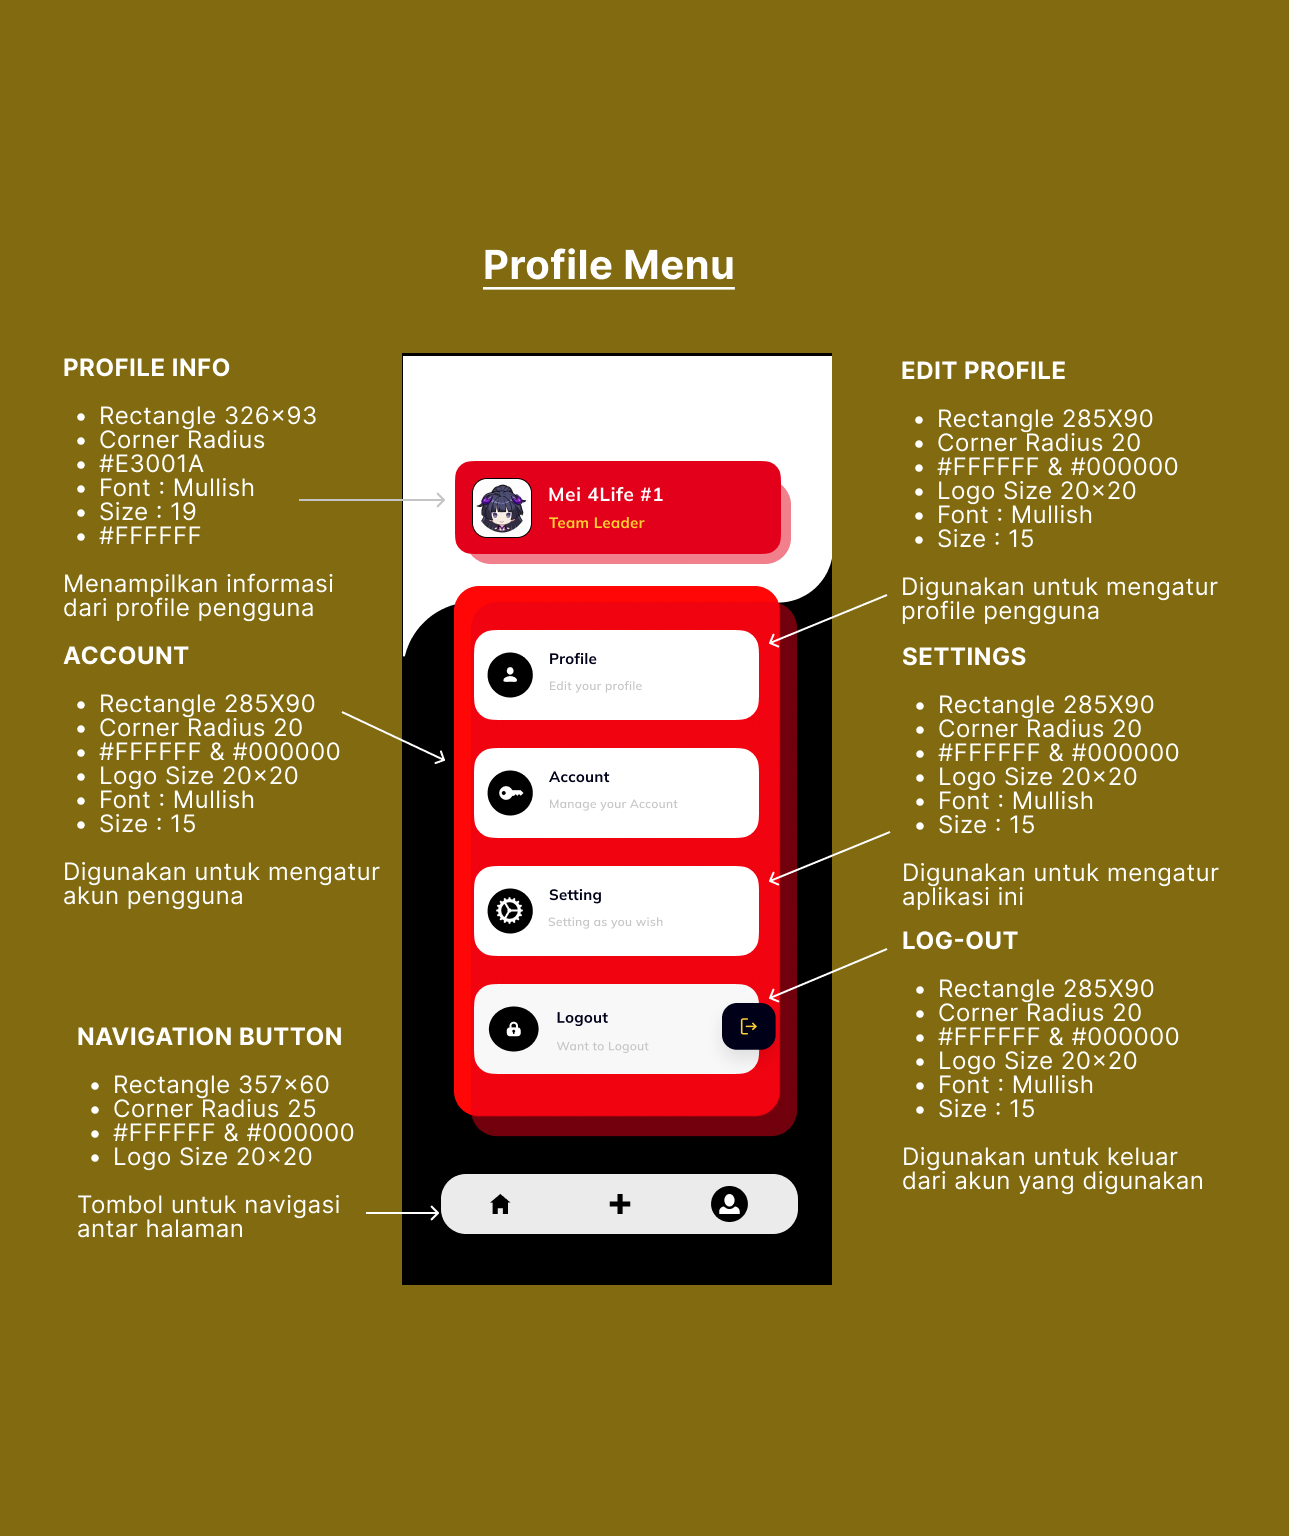 Profile Menu
PROFILE INFO
• Rectangle 326×93
• Corner Radius
• #E3001A
• Font : Mullish
• Size : 19
• #FFFFFF
Menampilkan informasi
dari profile pengguna
ACCOUNT
• Rectangle 285X90
• Corner Radius 20
• #FFFFFF & #000000
• Logo Size 20×20
• Font : Mullish
• Size : 15
Digunakan untuk mengatur
akun pengguna
NAVIGATION BUTTON
• Rectangle 357×60
• Corner Radius 25
• #FFFFFF & #000000
• Logo Size 20×20
Tombol untuk navigasi
antar halaman
Mei 4Life #1
Team Leader
Profile
Edit your profile
Account
Manage your Account
Setting
Setting as you wish
Logout
Want to Logout
EDIT PROFILE
• Rectangle 285X90
• Corner Radius 20
• #FFFFFF & #000000
• Logo Size 20×20
• Font : Mullish
• Size : 15
Digunakan untuk mengatur
profile pengguna
SETTINGS
• Rectangle 285X90
• Corner Radius 20
• #FFFFFF & #000000
• Logo Size 20×20
• Font : Mullish
• Size : 15
Digunakan untuk mengatur
aplikasi ini
LOG-OUT
• Rectangle 285X90
• Corner Radius 20
• #FFFFFF & #000000
• Logo Size 20×20
• Font : Mullish
• Size : 15
Digunakan untuk keluar
dari akun yang digunakan